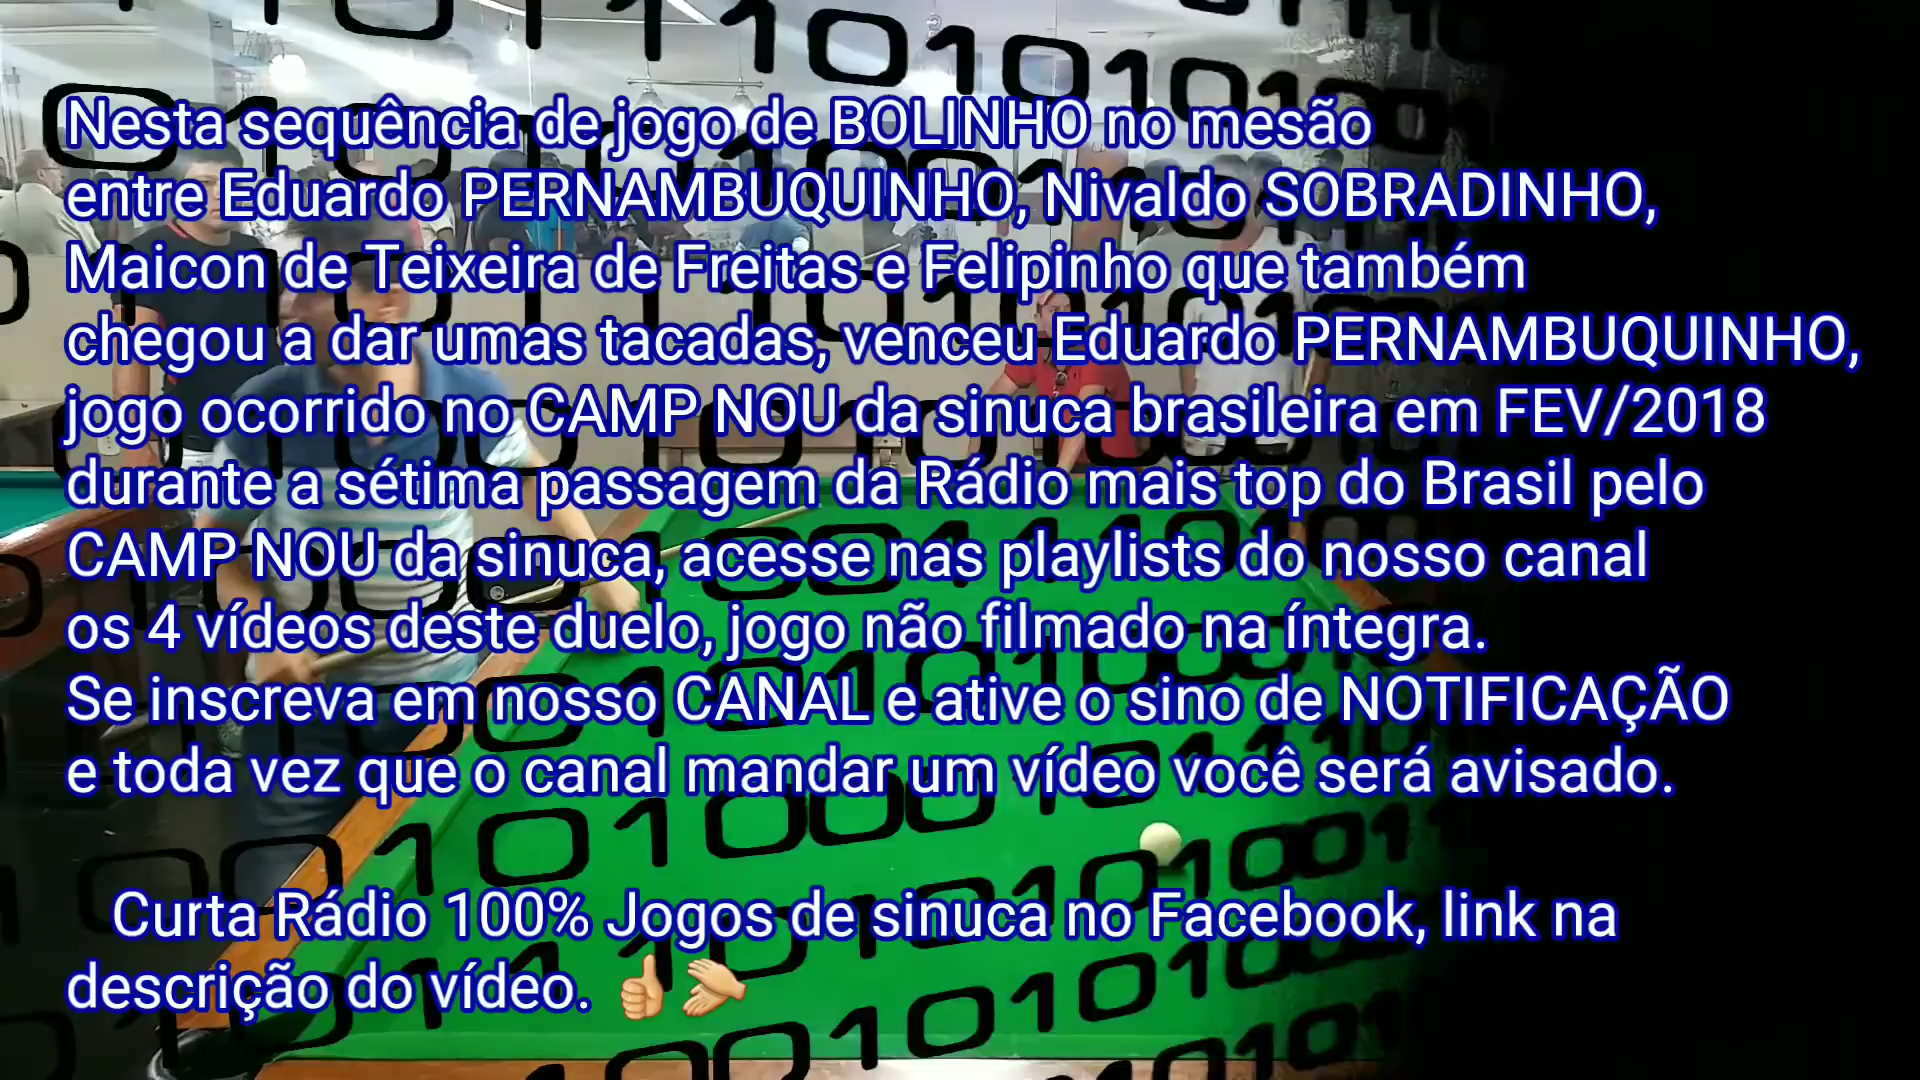 Nesta sequência de jogo de BOLINHO no mesão
entre Eduardo PERNAMBUQUINHO, Nivaldo SOBRADINHO,
Maicon de Teixeira de Freitas e Felipinho que também
chegou a dar umas tacadas, venceu Eduardo PERNAMBUQUINHO,
jogo ocorrido no CAMP NOU da sinuca brasileira em FEV/2018
durante a sétima passagem da Rádio mais top do Brasil pelo
CAMP NOU da sinuca, acesse nas playlists do nosso canal
os 4 vídeos deste duelo, jogo não filmado na íntegra.
Se inscreva em nosso CANAL e ative o sino de NOTIFICAÇÃO
e toda vez que o canal mandar um vídeo você será avisado.
Curta Rádio 100% Jogos de sinuca no Facebook, link na
descrição do vídeo. 👍👏